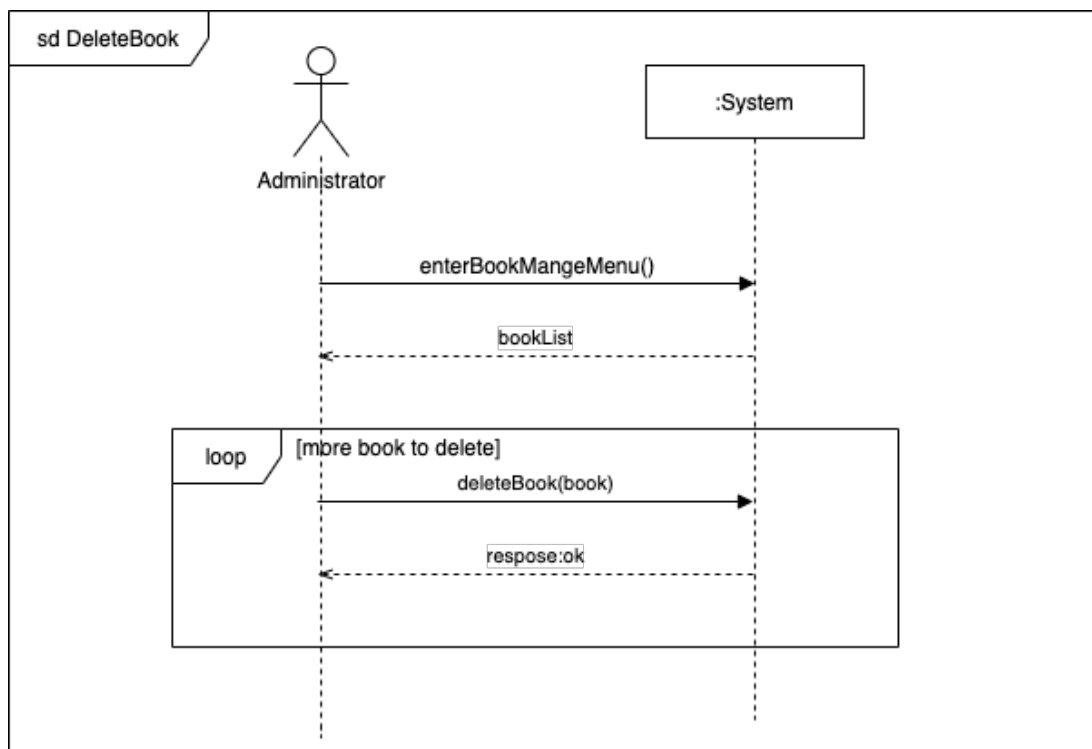 sd DeleteBook
:System
Administrator
enterBookMangeMenu()
bookList
loop
[more book to delete]
deleteBook(book)
respose:ok